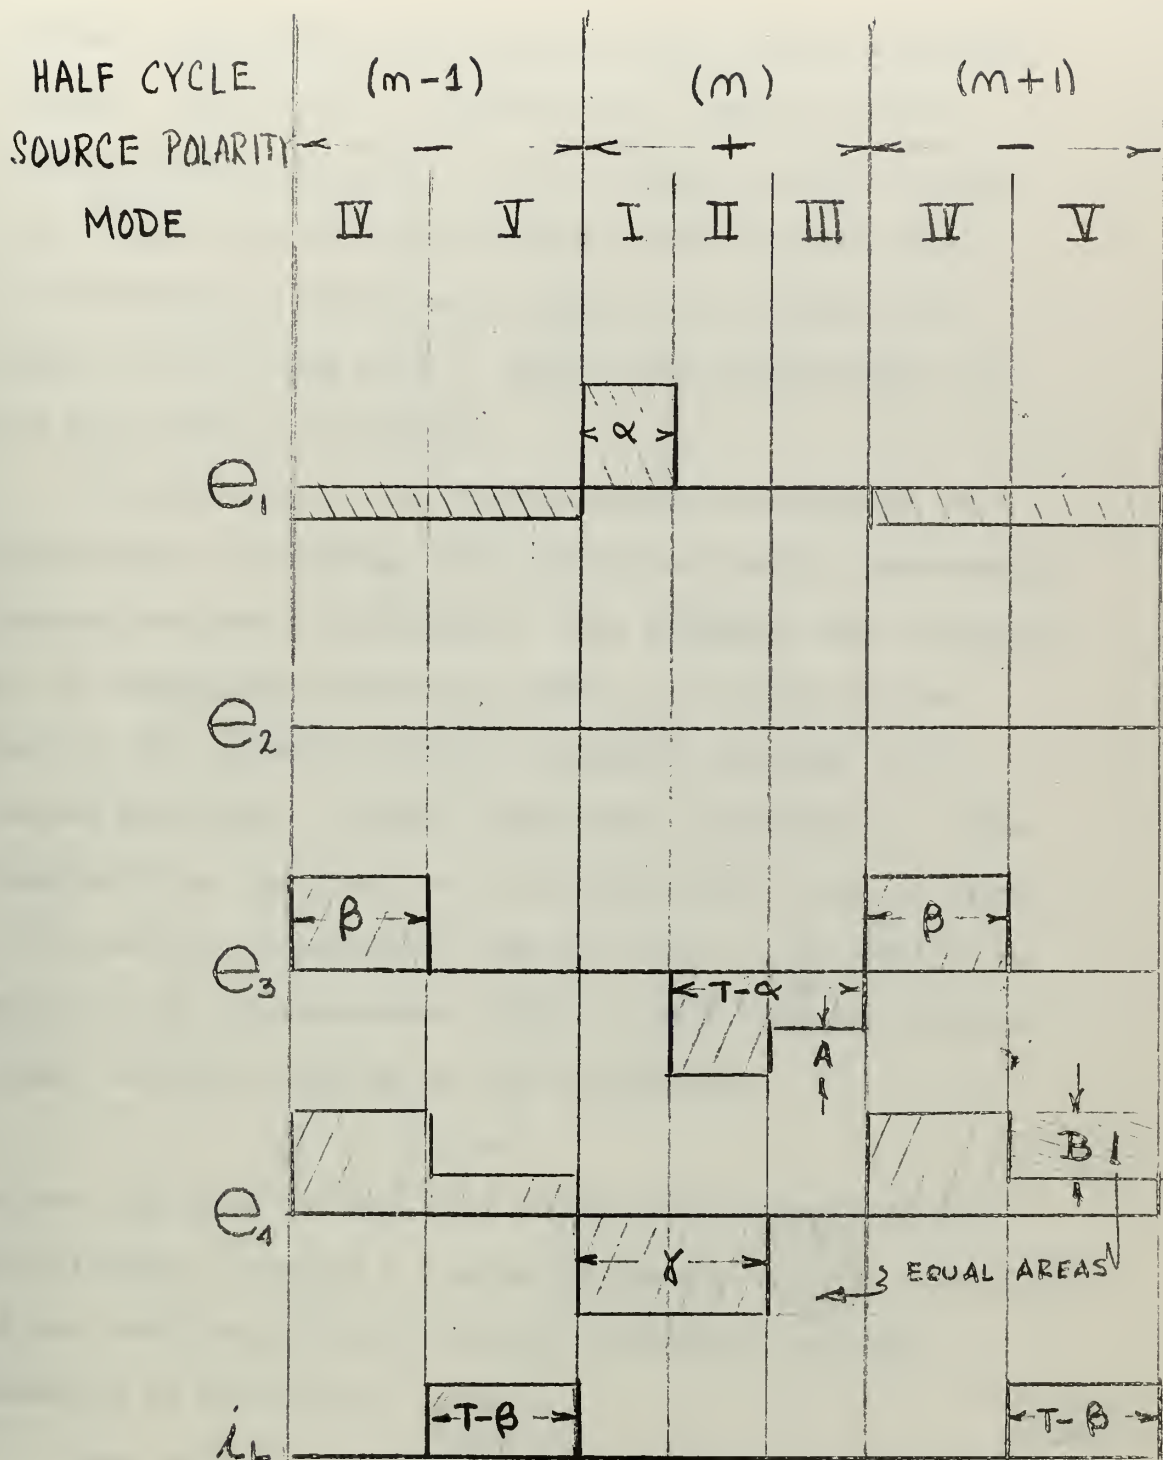 HALF CYCLE (m-1) (m) (m+1)
SOURCE POLARITY - + -
MODE IV V I II III IV V
α
e1
e2
β β
e3 T-α
A
B
e4
γ EQUAL AREAS
T-β T-β
iL